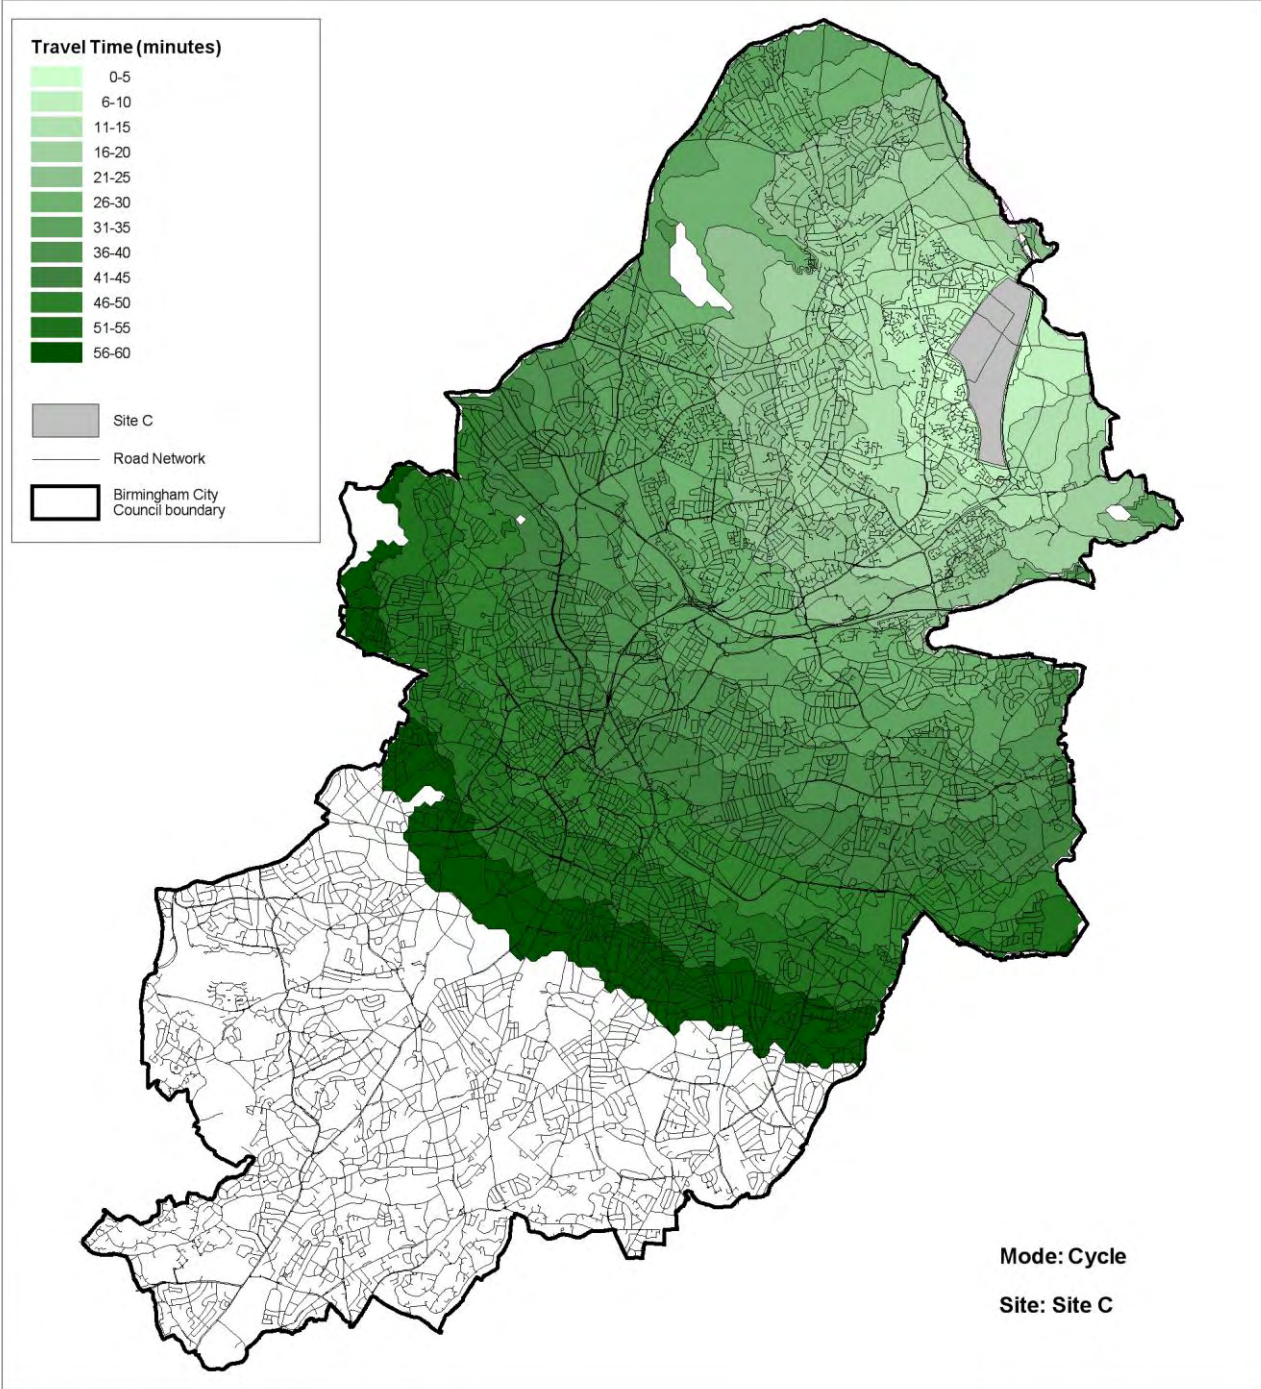 Travel Time (minutes)
0-5
6-10
11-15
16-20
21-25
26-30
31-35
36-40
41-45
46-50
51-55
56-60
Site C
Road Network
Birmingham City
Council boundary
Mode: Cycle
Site: Site C